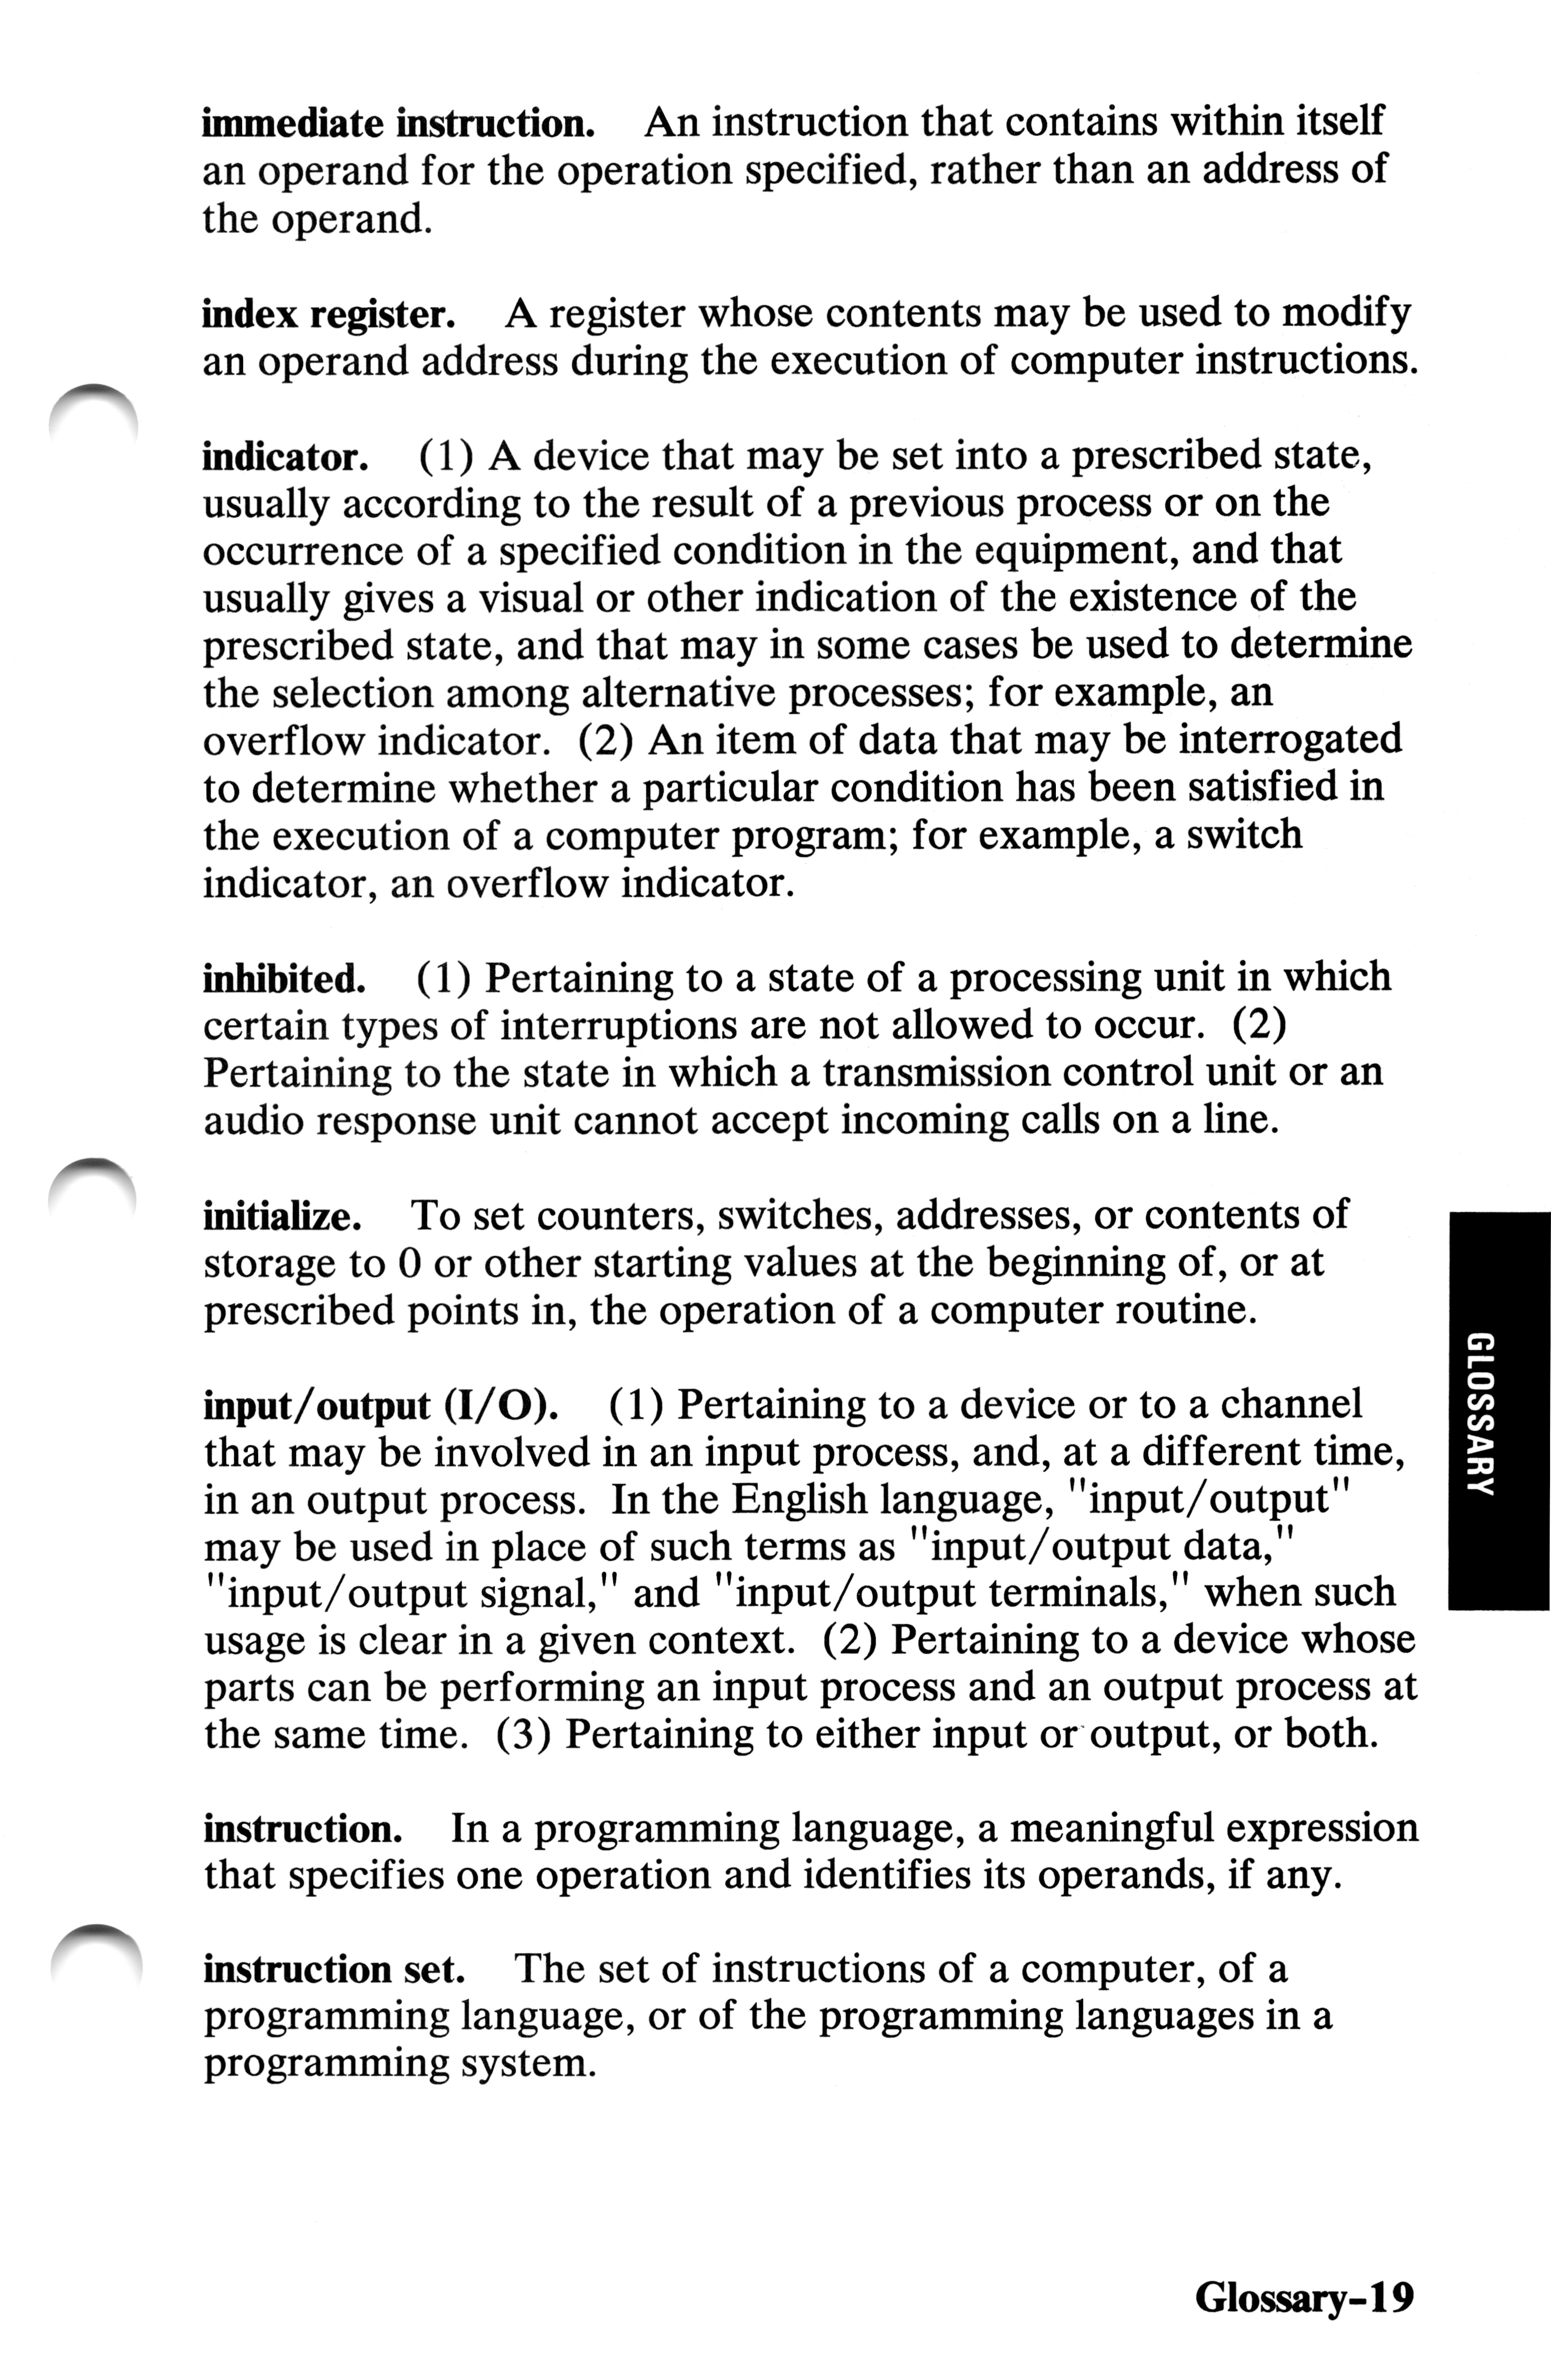 immediate instruction. An instruction that contains within itself
an operand for the operation specified, rather than an address of
the operand.
index register. A register whose contents may be used to modify
an operand address during the execution of computer instructions.
indicator. (1) A device that may be set into a prescribed state,
usually according to the result of a previous process or on the
occurrence of a specified condition in the equipment, and that
usually gives a visual or other indication of the existence of the
prescribed state, and that may in some cases be used to determine
the selection among alternative processes; for example, an
overflow indicator. (2) An item of data that may be interrogated
to determine whether a particular condition has been satisfied in
the execution of a computer program; for example, a switch
indicator, an overflow indicator.
inhibited. (1) Pertaining to a state of a processing unit in which
certain types of interruptions are not allowed to occur. (2)
Pertaining to the state in which a transmission control unit or an
audio response unit cannot accept incoming calls on a line.
initialize. To set counters, switches, addresses, or contents of
storage to 0 or other starting values at the beginning of, or at
prescribed points in, the operation of a computer routine.
input/output (I/O). (1) Pertaining to a device or to a channel
that may be involved in an input process, and, at a different time,
in an output process. In the English language, "input/output"
may be used in place of such terms as "input/output data,"
"input/output signal," and "input/output terminals," when such
usage is clear in a given context. (2) Pertaining to a device whose
parts can be performing an input process and an output process at
the same time. (3) Pertaining to either input or output, or both.
instruction. In a programming language, a meaningful expression
that specifies one operation and identifies its operands, if any.
instruction set. The set of instructions of a computer, of a
programming language, or of the programming languages in a
programming system.
GLOSSARY
Glossary-19